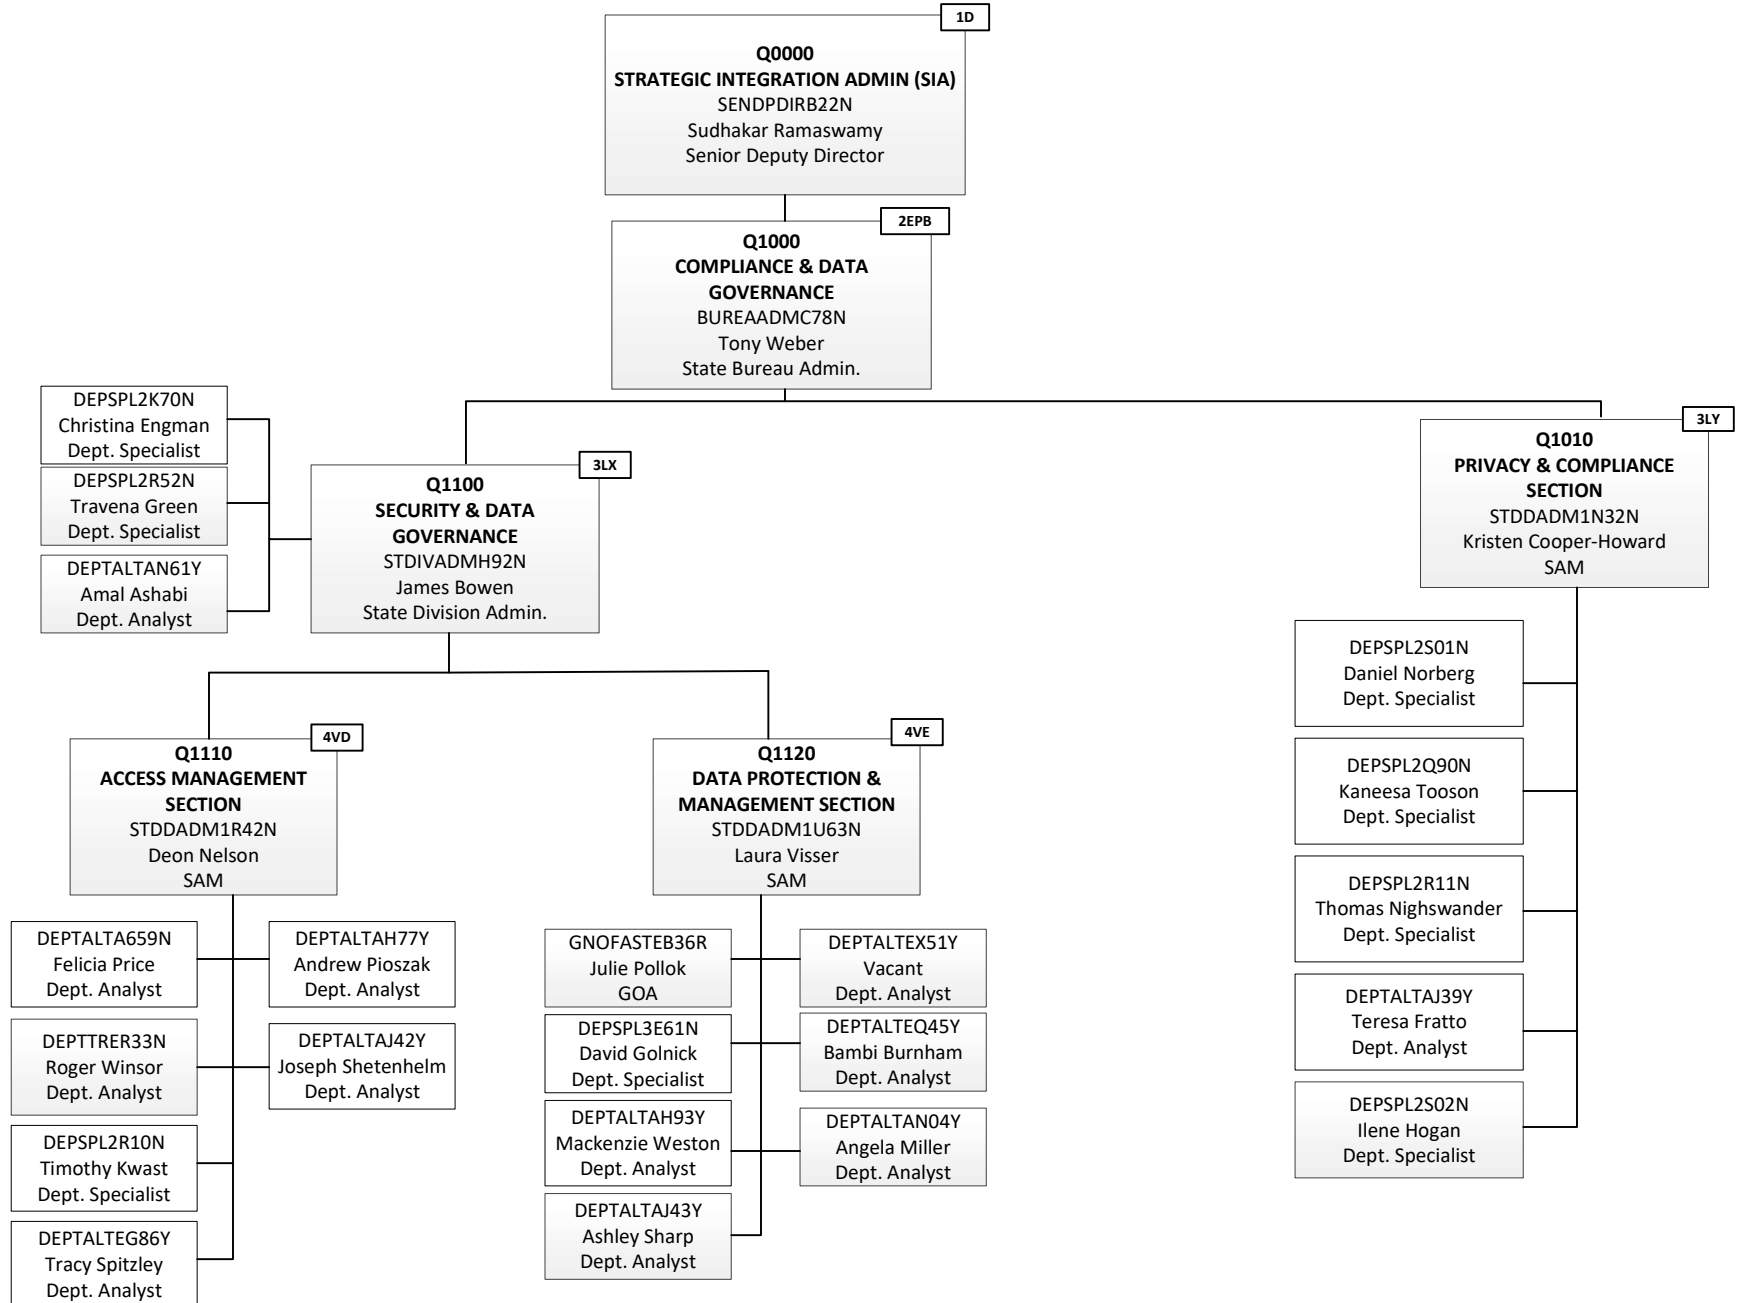 1D
Q0000
STRATEGIC INTEGRATION ADMIN (SIA)
SENDPDIRB22N
Sudhakar Ramaswamy
Senior Deputy Director
2EPB
Q1000
COMPLIANCE & DATA
GOVERNANCE
BUREAADMC78N
Tony Weber
State Bureau Admin.
DEPSPL2K70N
Christina Engman
Dept. Specialist
DEPSPL2R52N
Travena Green
Dept. Specialist
DEPTALTAN61Y
Amal Ashabi
Dept. Analyst
3LX
Q1100
SECURITY & DATA
GOVERNANCE
STDIVADMH92N
James Bowen
State Division Admin.
3LY
Q1010
PRIVACY & COMPLIANCE
SECTION
STDDADM1N32N
Kristen Cooper-Howard
SAM
4VD
Q1110
ACCESS MANAGEMENT
SECTION
STDDADM1R42N
Deon Nelson
SAM
DEPTALTA659N
Felicia Price
Dept. Analyst
DEPTALTAH77Y
Andrew Pioszak
Dept. Analyst
DEPTTRER33N
Roger Winsor
Dept. Analyst
DEPTALTAJ42Y
Joseph Shetenhelm
Dept. Analyst
DEPSPL2R10N
Timothy Kwast
Dept. Specialist
DEPTALTEG86Y
Tracy Spitzley
Dept. Analyst
4VE
Q1120
DATA PROTECTION &
MANAGEMENT SECTION
STDDADM1U63N
Laura Visser
SAM
GNOFASTEB36R
Julie Pollok
GOA
DEPTALTEX51Y
Vacant
Dept. Analyst
DEPSPL3E61N
David Golnick
Dept. Specialist
DEPTALTEQ45Y
Bambi Burnham
Dept. Analyst
DEPTALTAH93Y
Mackenzie Weston
Dept. Analyst
DEPTALTAN04Y
Angela Miller
Dept. Analyst
DEPTALTAJ43Y
Ashley Sharp
Dept. Analyst
DEPSPL2S01N
Daniel Norberg
Dept. Specialist
DEPSPL2Q90N
Kaneesa Tooson
Dept. Specialist
DEPSPL2R11N
Thomas Nighswander
Dept. Specialist
DEPTALTAJ39Y
Teresa Fratto
Dept. Analyst
DEPSPL2S02N
Ilene Hogan
Dept. Specialist